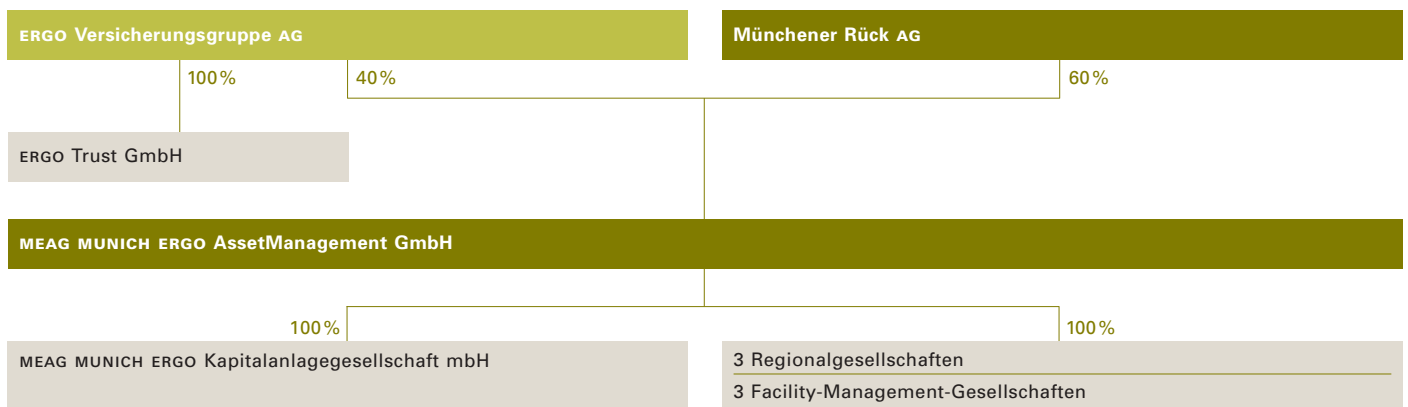 ERGO Versicherungsgruppe AG
Münchener Rück AG
100%
40%
60%
ERGO Trust GmbH
MEAG MUNICH ERGO AssetManagement GmbH
100%
100%
MEAG MUNICH ERGO Kapitalanlagegesellschaft mbH
3 Regionalgesellschaften
3 Facility-Management-Gesellschaften